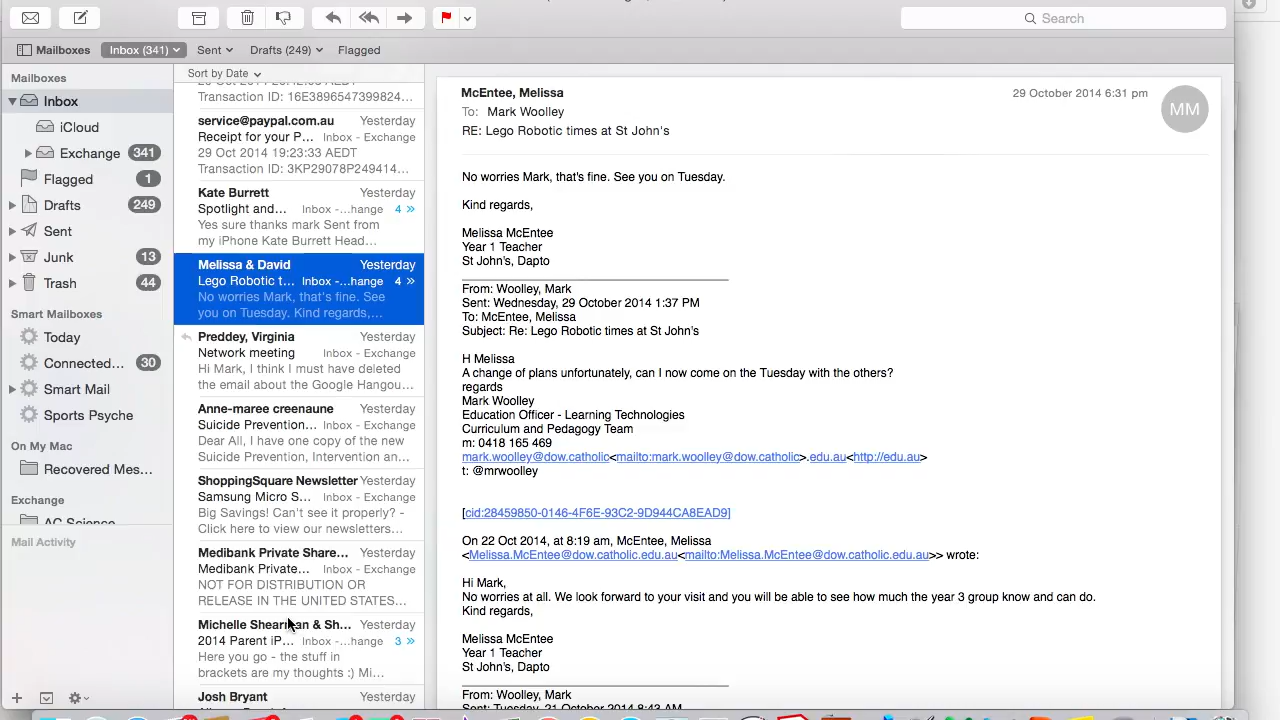 Search
Mailboxes
Inbox (341)
Sent
Drafts (249)
Flagged
Mailboxes
Inbox
iCloud
Exchange 341
Flagged 1
Drafts 249
Sent
Junk 13
Trash 44
Smart Mailboxes
Today
Connected... 30
Smart Mail
Sports Psyche
On My Mac
Recovered Mes...
Exchange
AC Science
Mail Activity
Sort by Date
Transaction ID: 16E3896547399824...
service@paypal.com.au Yesterday
Receipt for your P... Inbox - Exchange
29 Oct 2014 19:23:33 AEDT
Transaction ID: 3KP29078P249414...
Kate Burrett Yesterday
Spotlight and... Inbox -...hange 4 »
Yes sure thanks mark Sent from
my iPhone Kate Burrett Head...
Melissa & David Yesterday
Lego Robotic t... Inbox -...hange 4 »
No worries Mark, that's fine. See
you on Tuesday. Kind regards,...
Preddey, Virginia Yesterday
Network meeting Inbox - Exchange
Hi Mark, I think I must have deleted
the email about the Google Hangou...
Anne-maree creenaune Yesterday
Suicide Prevention... Inbox - Exchange
Dear All, I have one copy of the new
Suicide Prevention, Intervention an...
ShoppingSquare Newsletter Yesterday
Samsung Micro S... Inbox - Exchange
Big Savings! Can't see it properly? -
Click here to view our newsletters...
Medibank Private Share... Yesterday
Medibank Private... Inbox - Exchange
NOT FOR DISTRIBUTION OR
RELEASE IN THE UNITED STATES...
Michelle Shearman & Sh... Yesterday
2014 Parent iP... Inbox -...hange 3 »
Here you go - the stuff in
brackets are my thoughts :) Mi...
Josh Bryant Yesterday
McEntee, Melissa 29 October 2014 6:31 pm
MM
To: Mark Woolley
RE: Lego Robotic times at St John's
No worries Mark, that's fine. See you on Tuesday.
Kind regards,
Melissa McEntee
Year 1 Teacher
St John's, Dapto
From: Woolley, Mark
Sent: Wednesday, 29 October 2014 1:37 PM
To: McEntee, Melissa
Subject: Re: Lego Robotic times at St John's
H Melissa
A change of plans unfortunately, can I now come on the Tuesday with the others?
regards
Mark Woolley
Education Officer - Learning Technologies
Curriculum and Pedagogy Team
m: 0418 165 469
mark.woolley@dow.catholic<mailto:mark.woolley@dow.catholic>.edu.au<http://edu.au>
t: @mrwoolley
[cid:28459850-0146-4F6E-93C2-9D944CA8EAD9]
On 22 Oct 2014, at 8:19 am, McEntee, Melissa
<Melissa.McEntee@dow.catholic.edu.au<mailto:Melissa.McEntee@dow.catholic.edu.au>> wrote:
Hi Mark,
No worries at all. We look forward to your visit and you will be able to see how much the year 3 group know and can do.
Kind regards,
Melissa McEntee
Year 1 Teacher
St John's, Dapto
From: Woolley, Mark
Sent: Tuesday, 21 October 2014 8:43 AM